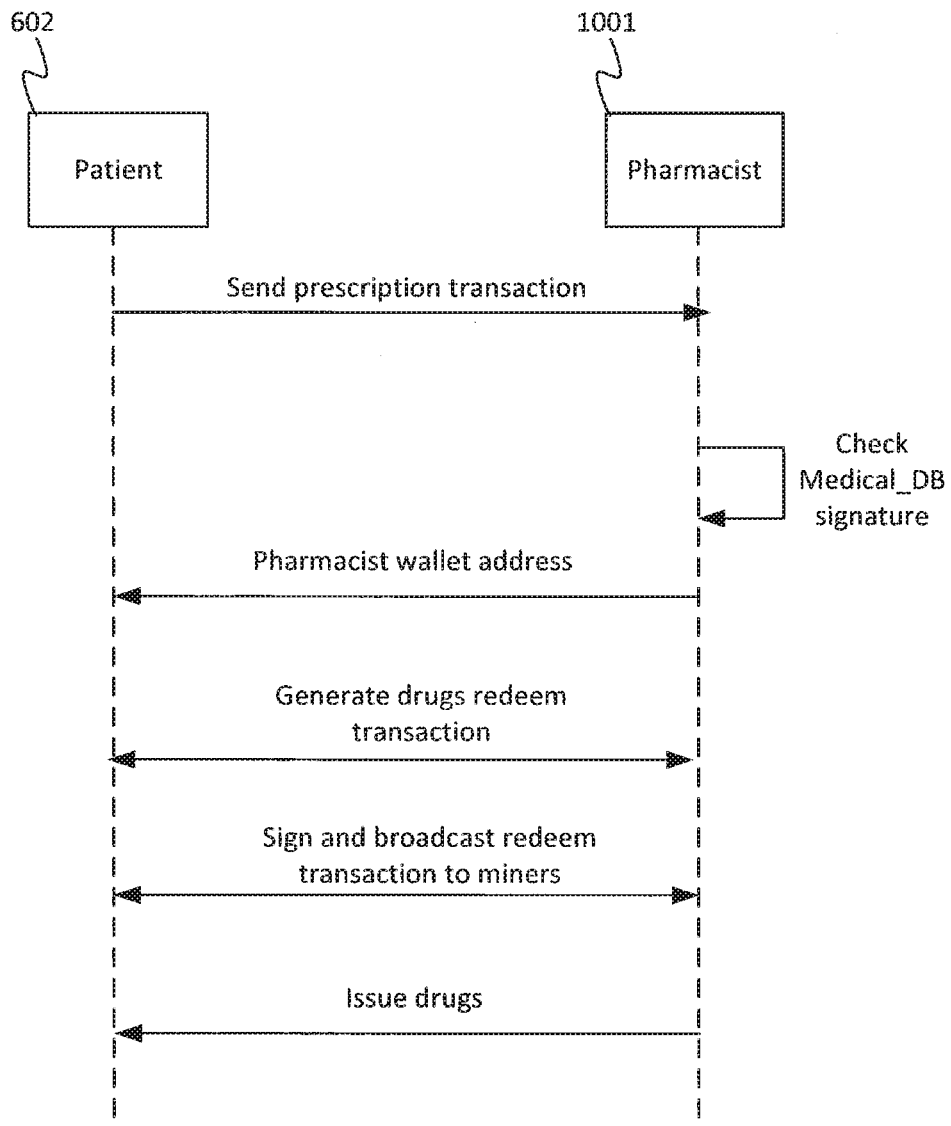 602
1001
Patient
Pharmacist
Send prescription transaction
Check
Medical_DB
signature
Pharmacist wallet address
Generate drugs redeem
transaction
Sign and broadcast redeem
transaction to miners
Issue drugs